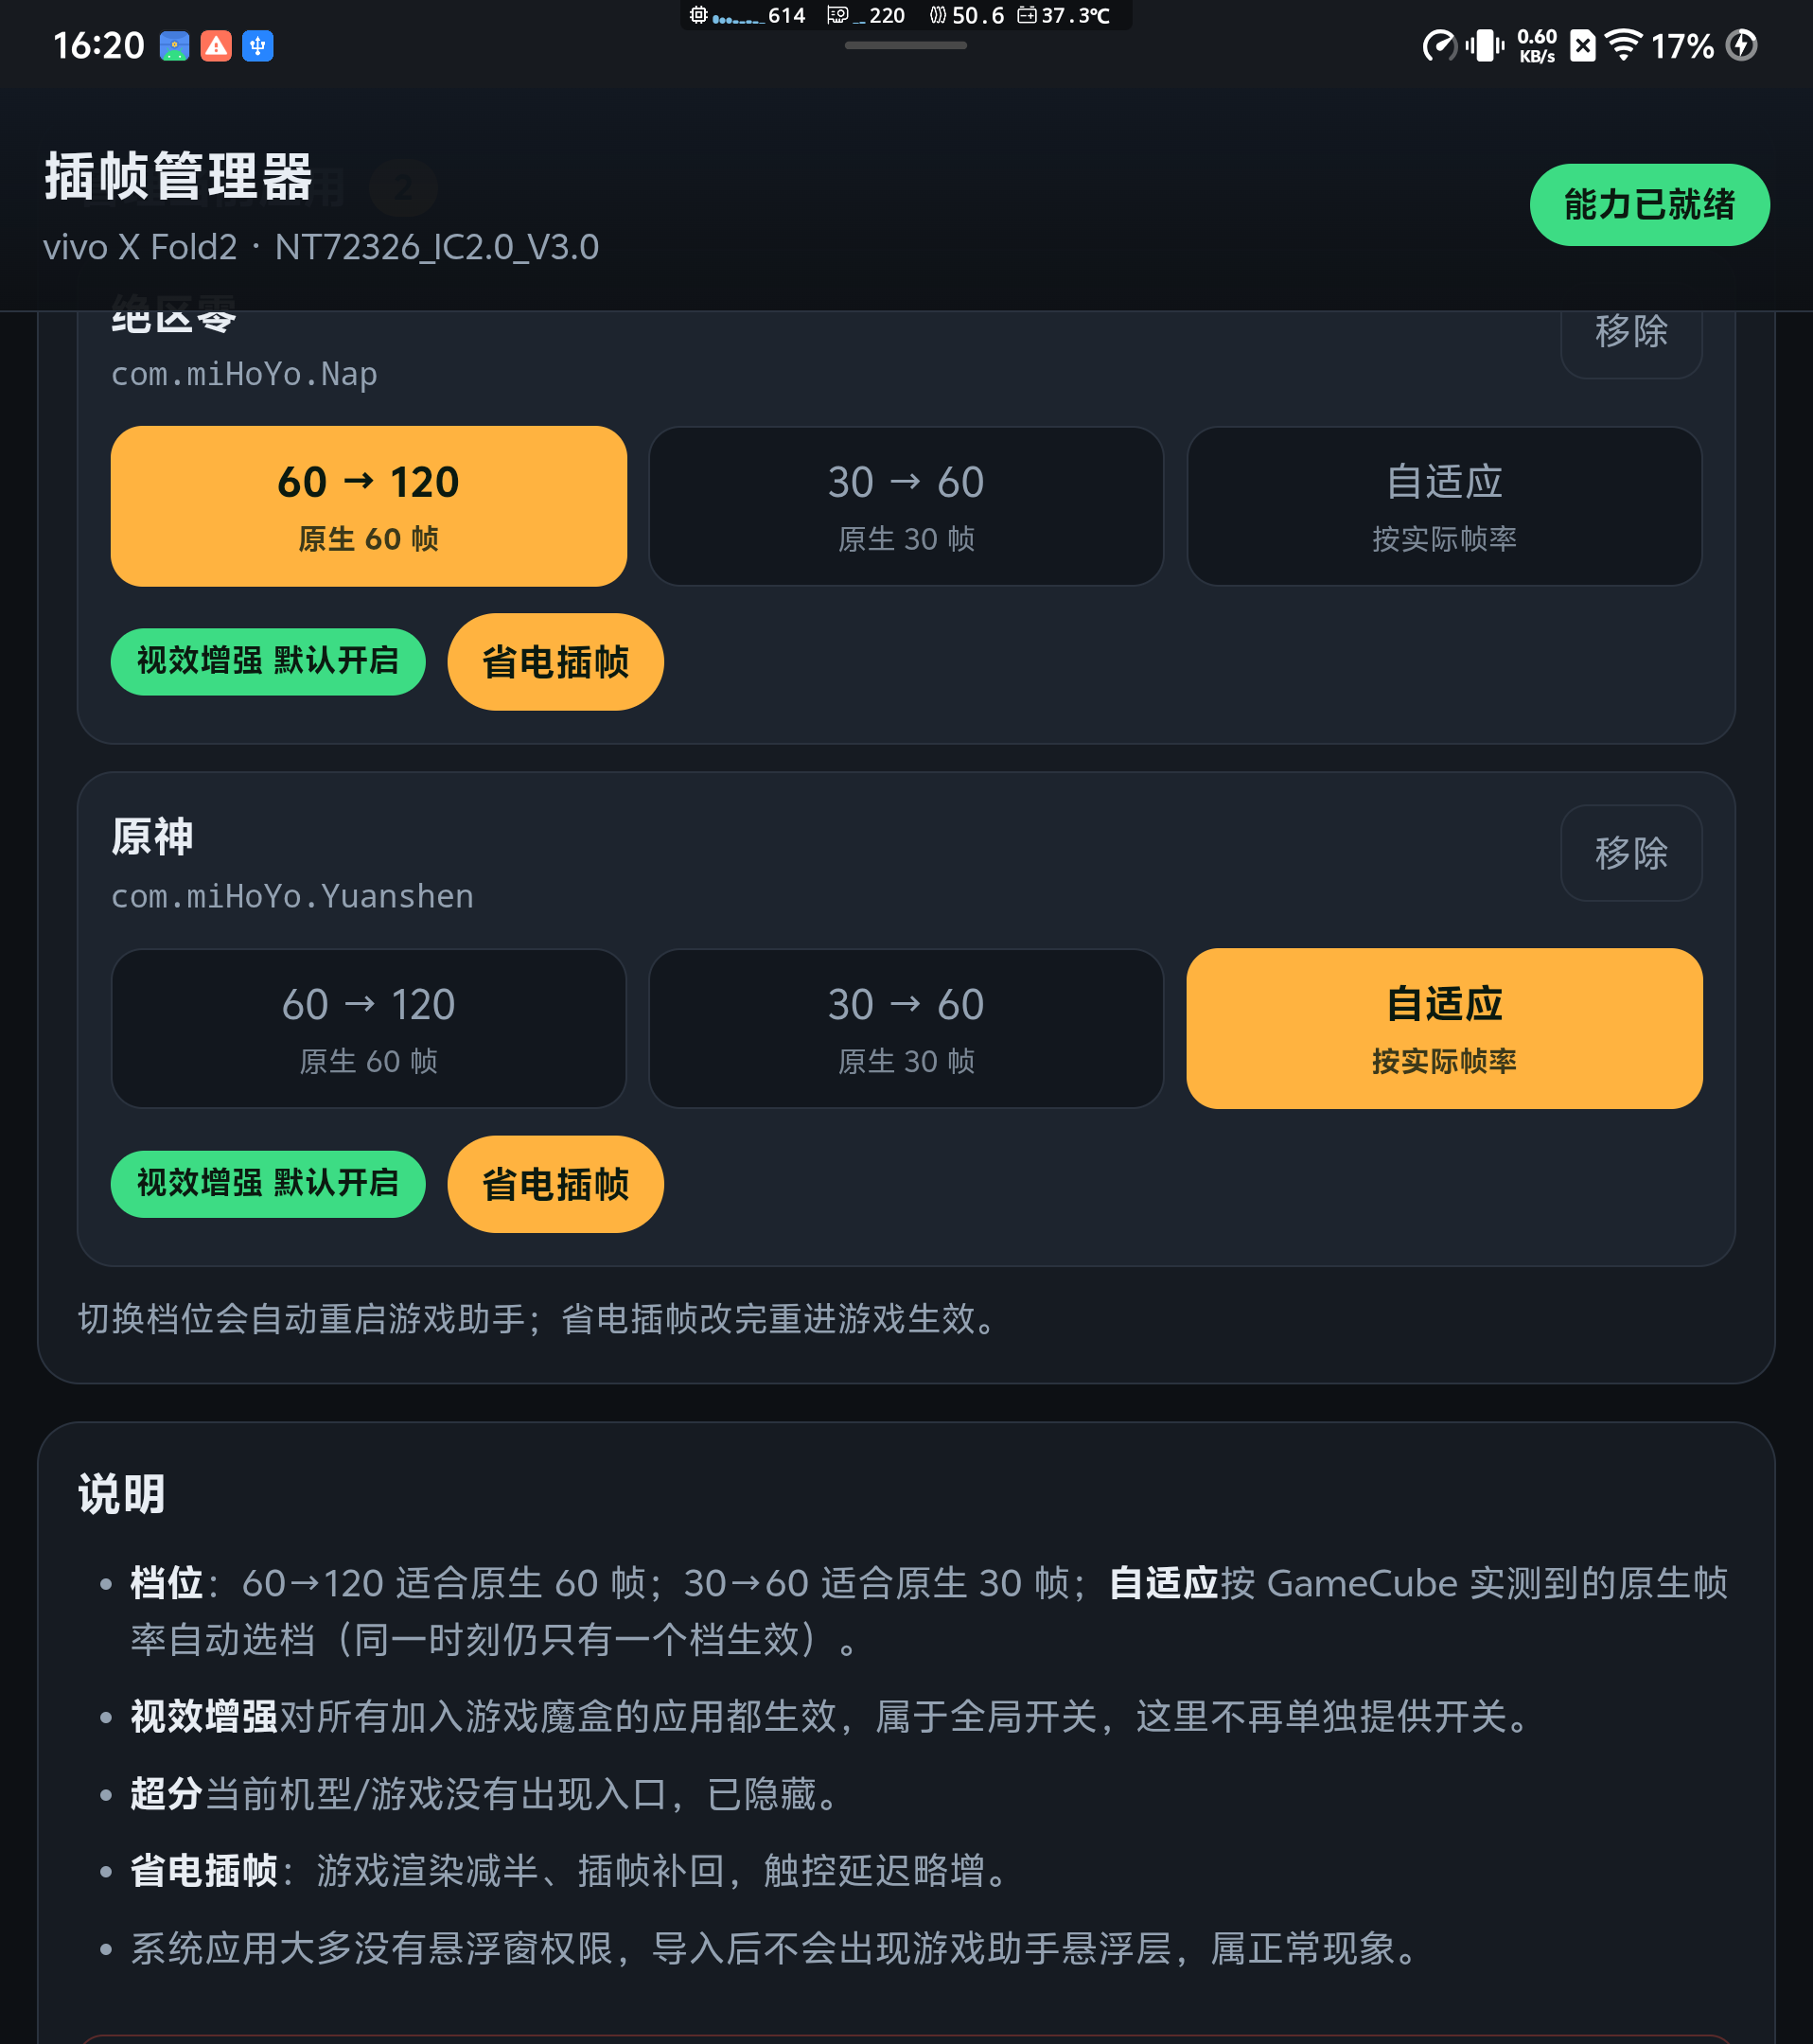 614 220 50.6 37.3℃
16:20 0.60 KB/s 17%
插帧管理器
vivo X Fold2 · NT72326_IC2.0_V3.0
能力已就绪
绝区零
com.miHoYo.Nap
移除
60 → 120
原生 60 帧
30 → 60
原生 30 帧
自适应
按实际帧率
视效增强 默认开启
省电插帧
原神
com.miHoYo.Yuanshen
移除
60 → 120
原生 60 帧
30 → 60
原生 30 帧
自适应
按实际帧率
视效增强 默认开启
省电插帧
切换档位会自动重启游戏助手；省电插帧改完重进游戏生效。
说明
• 档位：60→120 适合原生 60 帧；30→60 适合原生 30 帧；自适应按 GameCube 实测到的原生帧
率自动选档（同一时刻仍只有一个档生效）。
• 视效增强对所有加入游戏魔盒的应用都生效，属于全局开关，这里不再单独提供开关。
• 超分当前机型/游戏没有出现入口，已隐藏。
• 省电插帧：游戏渲染减半、插帧补回，触控延迟略增。
• 系统应用大多没有悬浮窗权限，导入后不会出现游戏助手悬浮层，属正常现象。